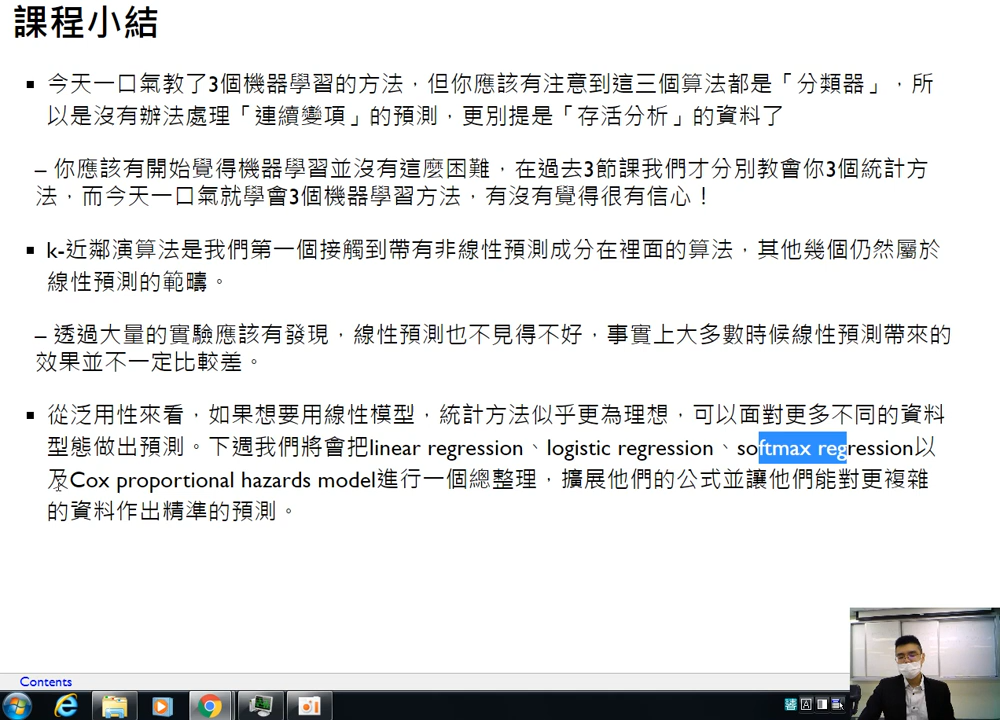 課程小結
▪ 今天一口氣教了3個機器學習的方法，但你應該有注意到這三個算法都是「分類器」，所
以是沒有辦法處理「連續變項」的預測，更別提是「存活分析」的資料了
– 你應該有開始覺得機器學習並沒有這麼困難，在過去3節課我們才分別教會你3個統計方
法，而今天一口氣就學會3個機器學習方法，有沒有覺得很有信心！
▪ k-近鄰演算法是我們第一個接觸到帶有非線性預測成分在裡面的算法，其他幾個仍然屬於
線性預測的範疇。
– 透過大量的實驗應該有發現，線性預測也不見得不好，事實上大多數時候線性預測帶來的
效果並不一定比較差。
▪ 從泛用性來看，如果想要用線性模型，統計方法似乎更為理想，可以面對更多不同的資料
型態做出預測。下週我們將會把linear regression、logistic regression、softmax regression以
及Cox proportional hazards model進行一個總整理，擴展他們的公式並讓他們能對更複雜
的資料作出精準的預測。
Contents